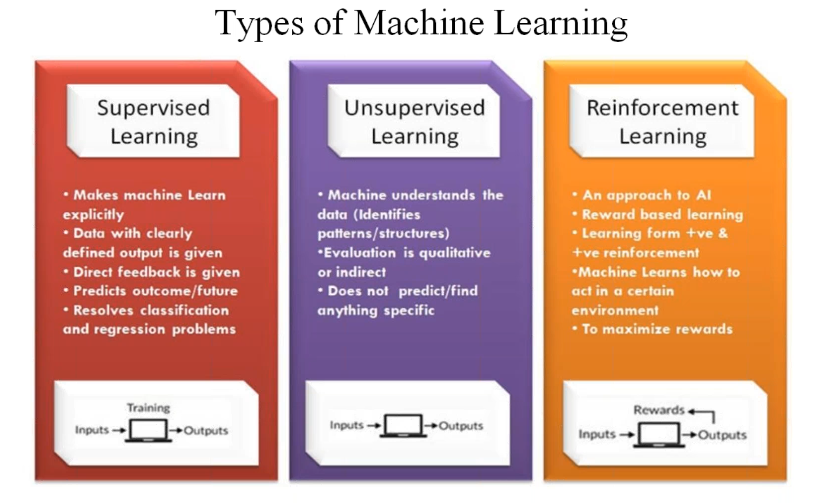 Types of Machine Learning
Supervised
Learning
• Makes machine Learn
explicitly
• Data with clearly
defined output is given
• Direct feedback is given
• Predicts outcome/future
• Resolves classification
and regression problems
Training
Inputs
Outputs
Unsupervised
Learning
• Machine understands the
data (Identifies
patterns/structures)
•Evaluation is qualitative
or indirect
• Does not predict/find
anything specific
Inputs
Outputs
Reinforcement
Learning
• An approach to AI
• Reward based learning
• Learning form +ve &
+ve reinforcement
•Machine Learns how to
act in a certain
environment
• To maximize rewards
Rewards
Inputs
Outputs